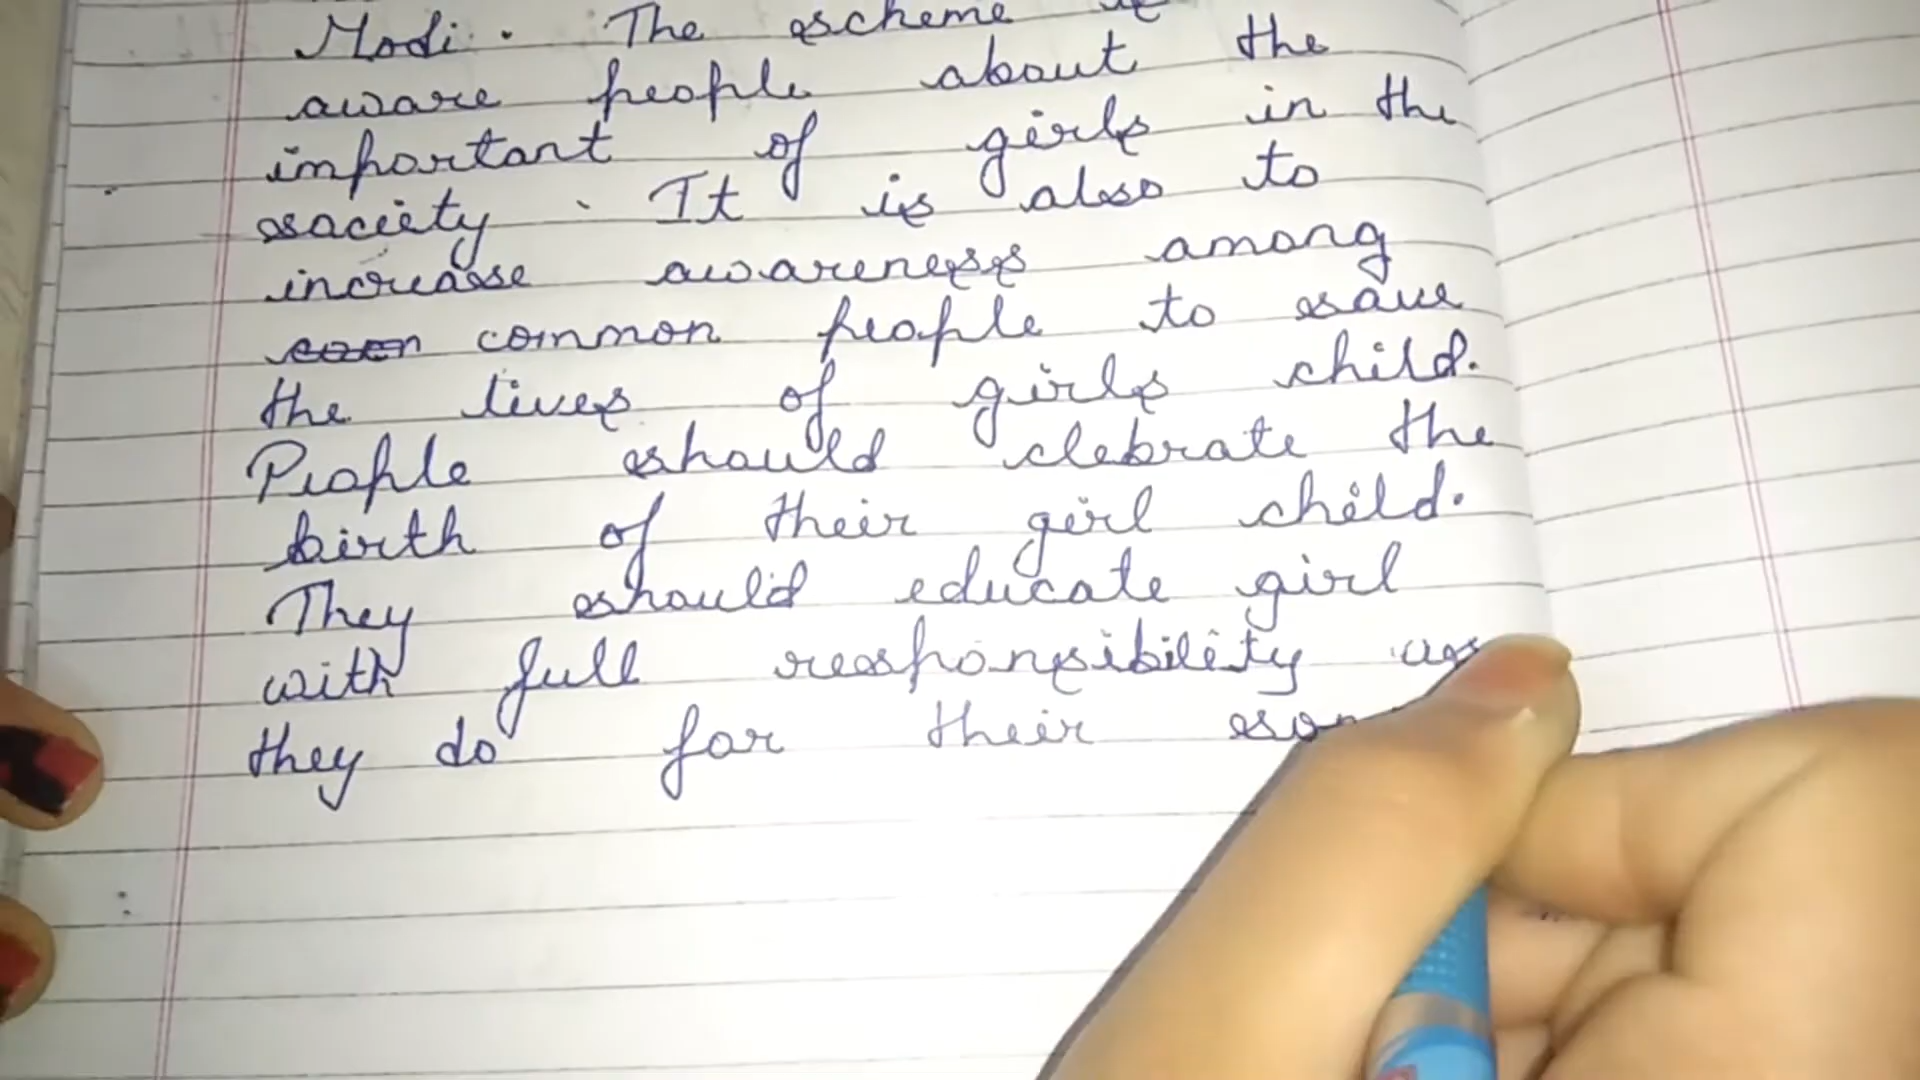 Modi. The scheme
aware people about the
important of girls in the
society. It is also to
increase awareness among
common people to save
the lives of girls child.
People should clebrate the
birth of their girl child.
They should educate girl
with full responsibility as
they do for their